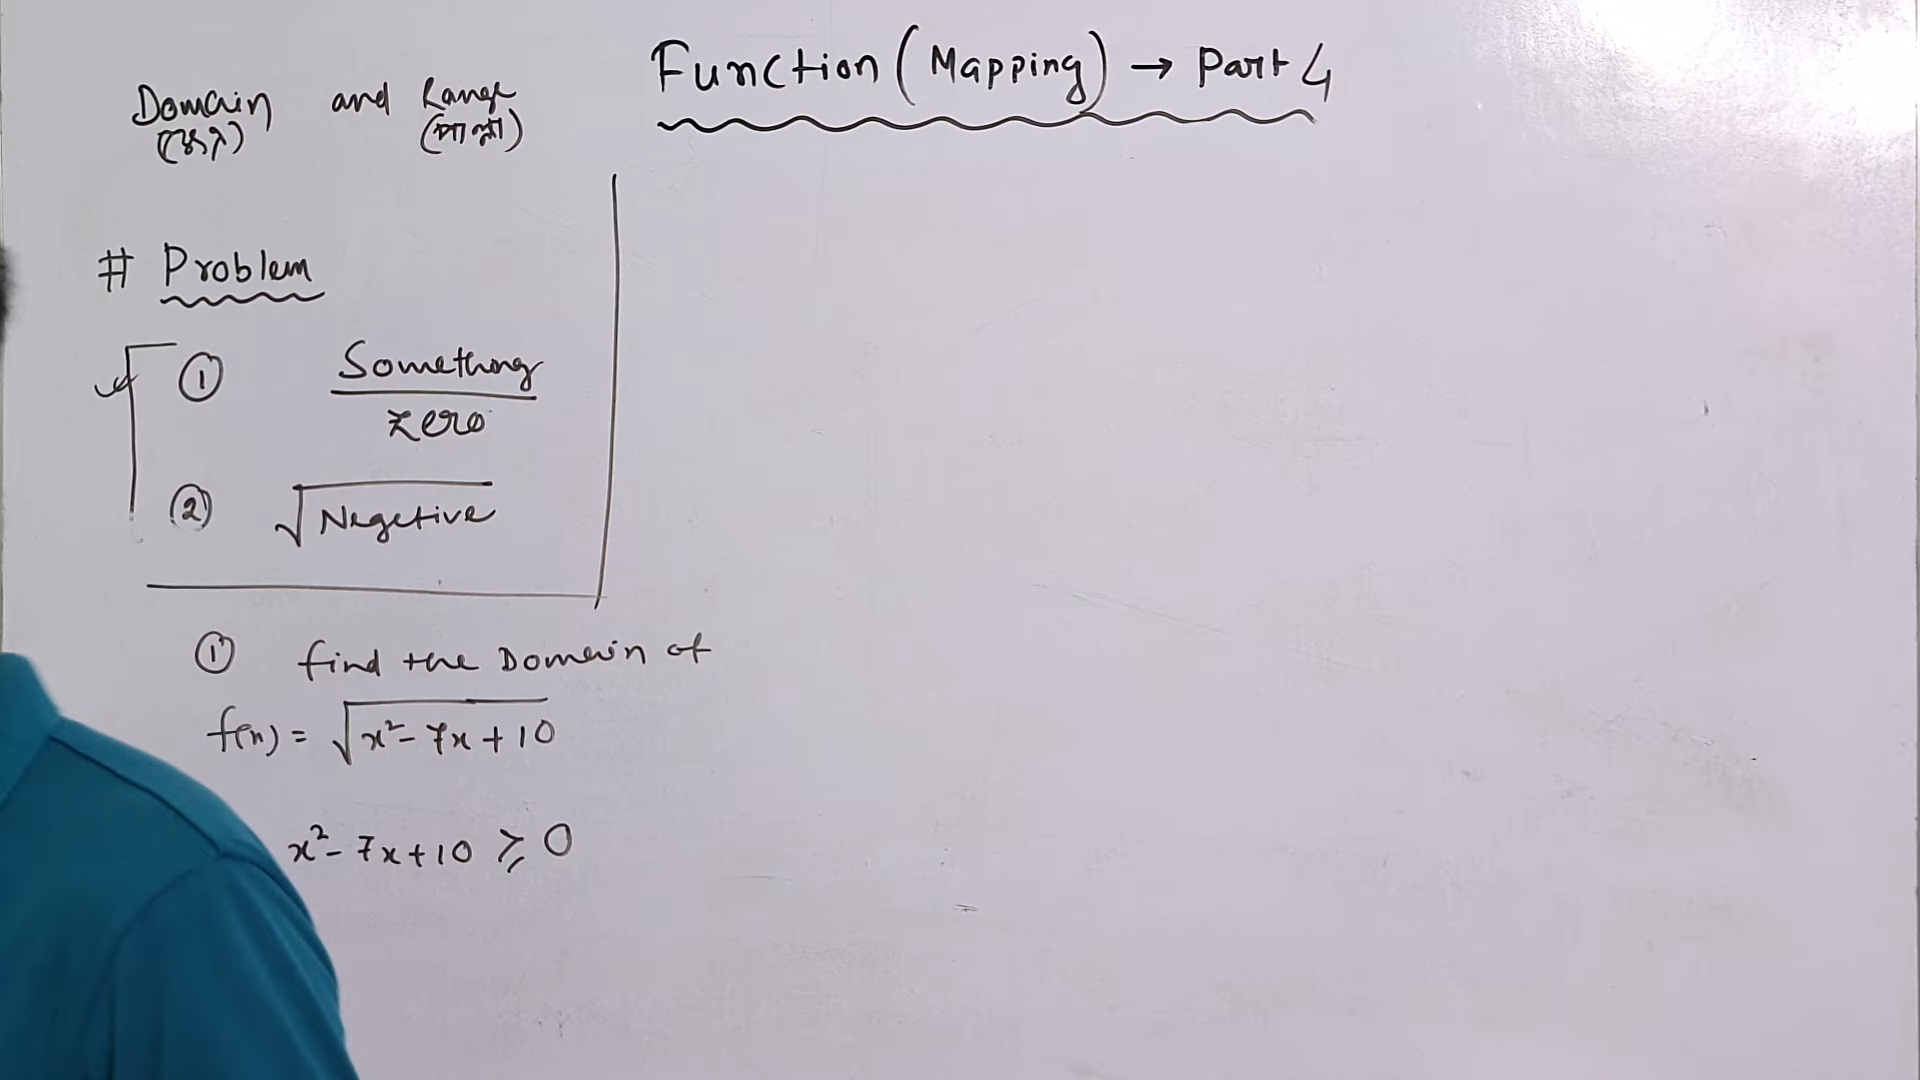 Function (Mapping) → Part 4
Domain and Range
# Problem
① Something
zero
② √Negetive
① find the Domain of
f(x) = √x² - 7x + 10
x² - 7x + 10 ⩾ 0